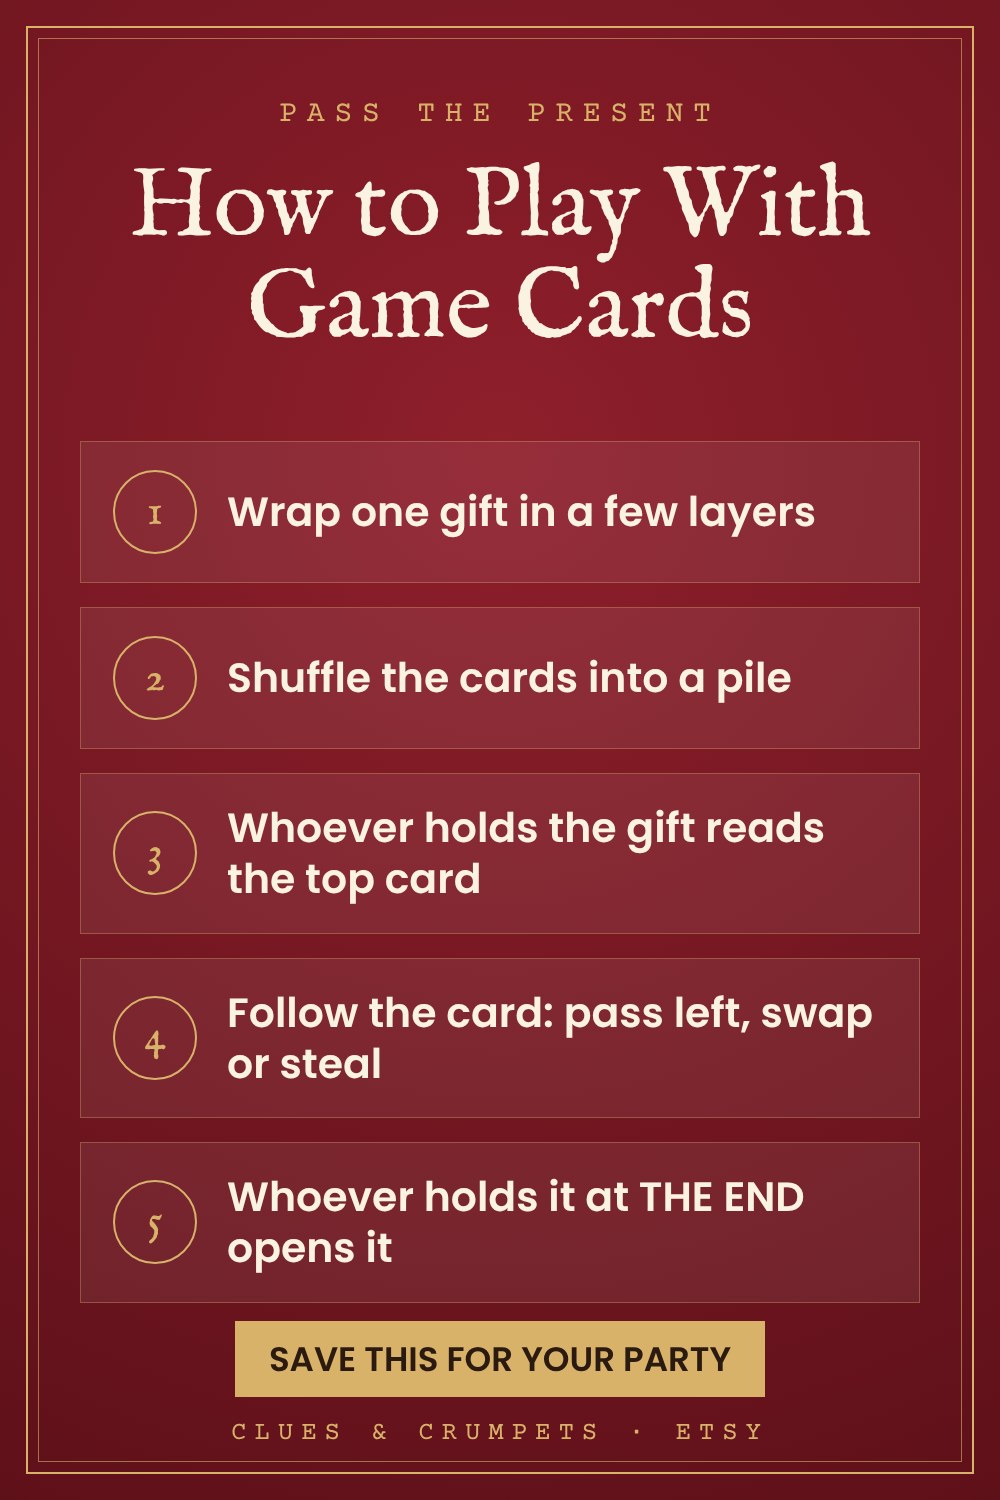 PASS THE PRESENT
How to Play With
Game Cards
1
Wrap one gift in a few layers
2
Shuffle the cards into a pile
3
Whoever holds the gift reads
the top card
4
Follow the card: pass left, swap
or steal
5
Whoever holds it at THE END
opens it
SAVE THIS FOR YOUR PARTY
CLUES & CRUMPETS · ETSY